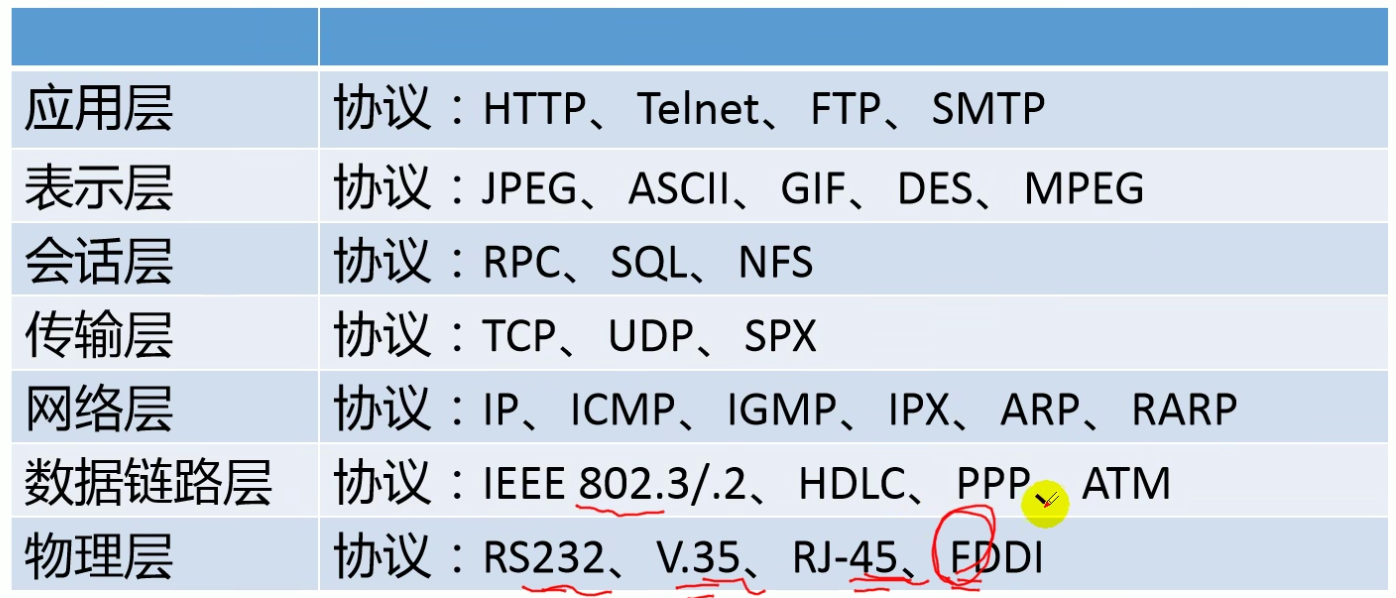 应用层 协议：HTTP、Telnet、FTP、SMTP
表示层 协议：JPEG、ASCII、GIF、DES、MPEG
会话层 协议：RPC、SQL、NFS
传输层 协议：TCP、UDP、SPX
网络层 协议：IP、ICMP、IGMP、IPX、ARP、RARP
数据链路层 协议：IEEE 802.3/.2、HDLC、PPP、ATM
物理层 协议：RS232、V.35、RJ-45、FDDI